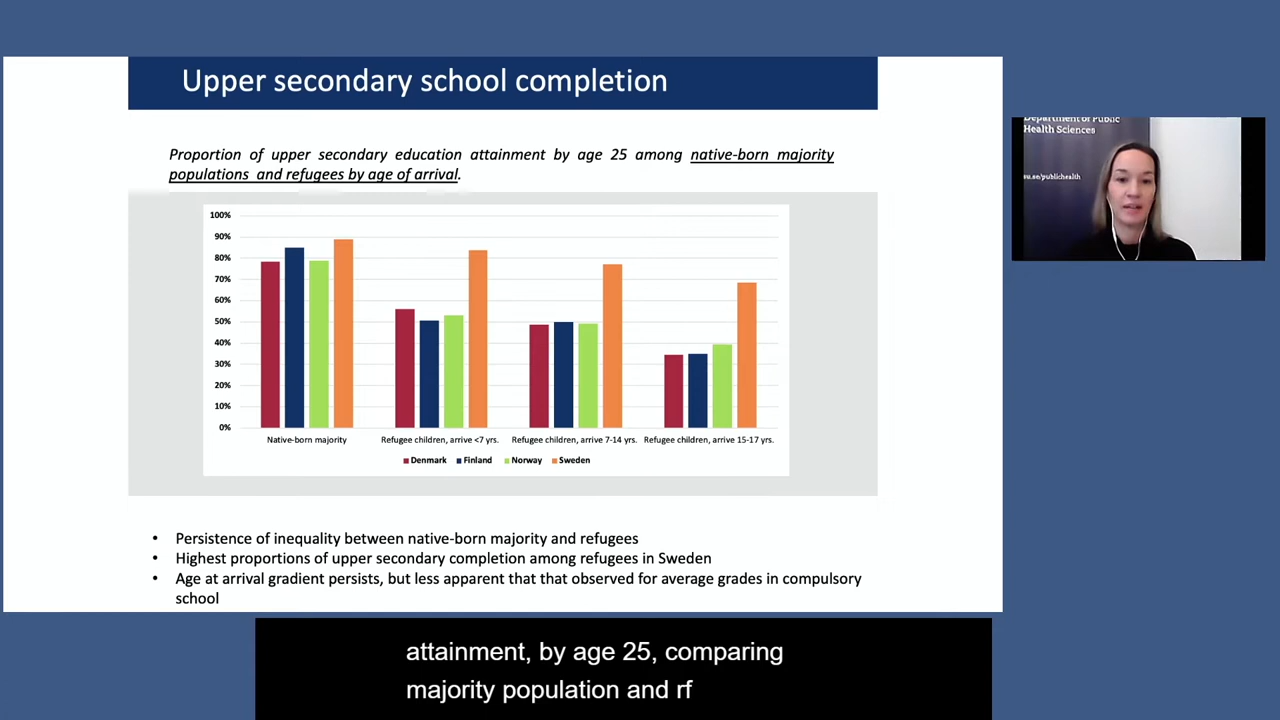 Upper secondary school completion
Proportion of upper secondary education attainment by age 25 among native-born majority
populations and refugees by age of arrival.
100%
90%
80%
70%
60%
50%
40%
30%
20%
10%
0%
Native-born majority
Refugee children, arrive <7 yrs.
Refugee children, arrive 7-14 yrs.
Refugee children, arrive 15-17 yrs.
Denmark Finland Norway Sweden
• Persistence of inequality between native-born majority and refugees
• Highest proportions of upper secondary completion among refugees in Sweden
• Age at arrival gradient persists, but less apparent that that observed for average grades in compulsory
school
Department of Public
Health Sciences
su.se/publichealth
attainment, by age 25, comparing
majority population and rf